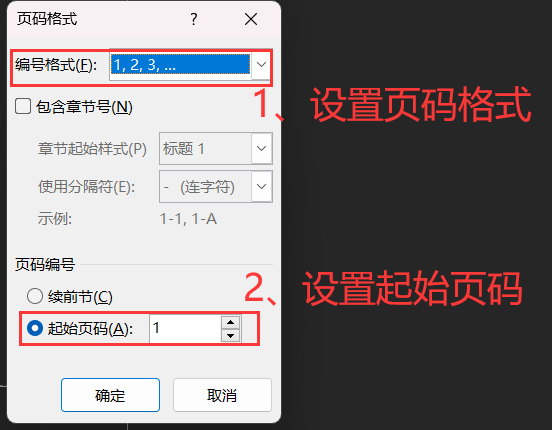 页码格式 ? ×
编号格式(F): 1, 2, 3, ...
1、设置页码格式
包含章节号(N)
章节起始样式(P) 标题 1
使用分隔符(E): - (连字符)
示例: 1-1, 1-A
页码编号
2、设置起始页码
续前节(C)
起始页码(A): 1
确定 取消